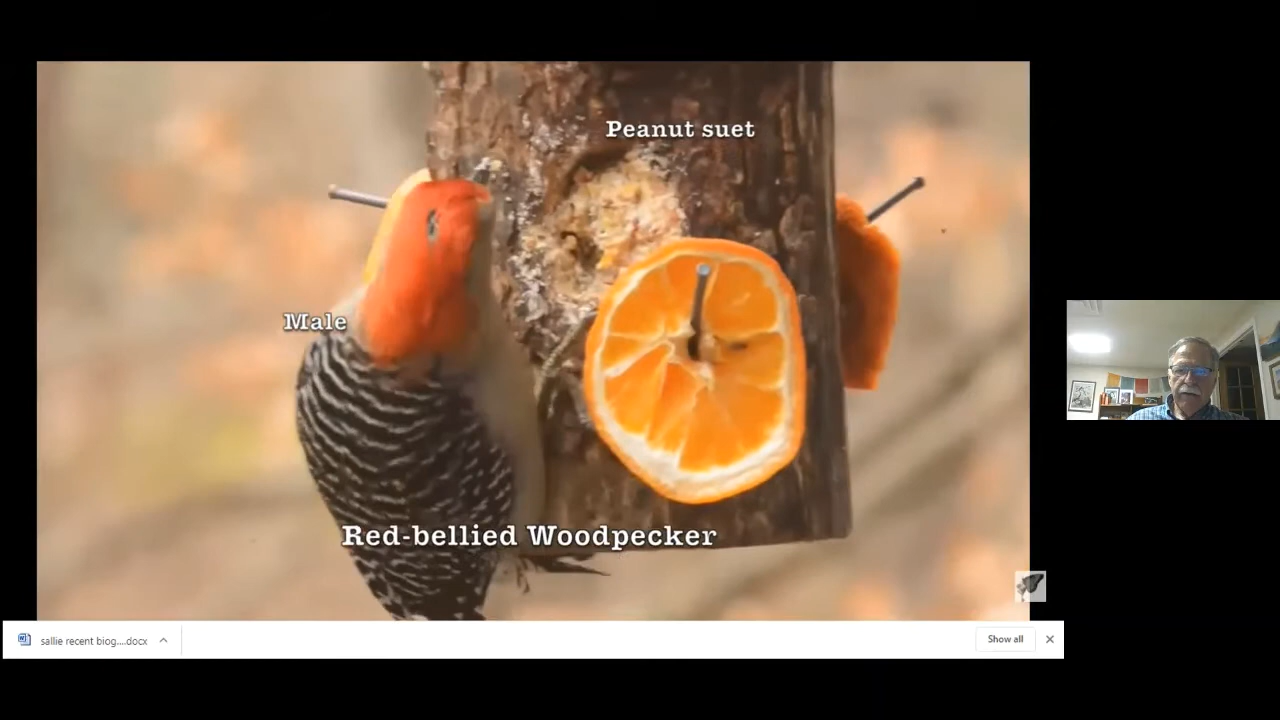 Peanut suet
Male
Red-bellied Woodpecker
sallie recent biog....docx
Show all